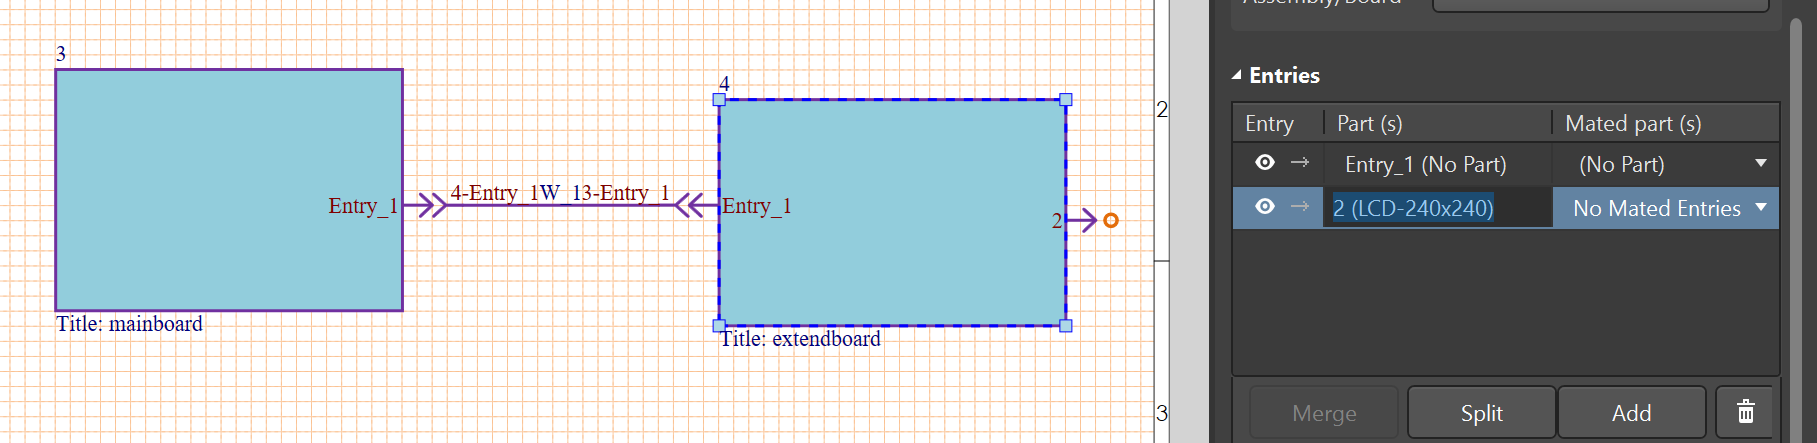 3
Entry_1
4-Entry_1W_13-Entry_1
Title: mainboard
4
Entry_1
2
Title: extendboard
2
3
Assembly/Board
Entries
Entry Part (s) Mated part (s)
Entry_1 (No Part) (No Part)
2 (LCD-240x240) No Mated Entries
Merge Split Add